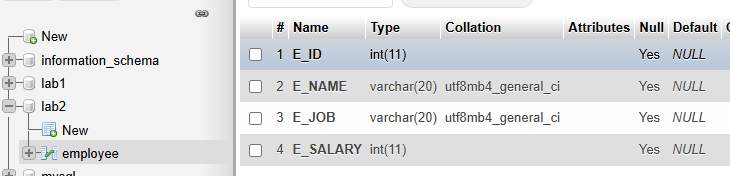 New
information_schema
lab1
lab2
New
employee
# Name Type Collation Attributes Null Default
1 E_ID int(11) Yes NULL
2 E_NAME varchar(20) utf8mb4_general_ci Yes NULL
3 E_JOB varchar(20) utf8mb4_general_ci Yes NULL
4 E_SALARY int(11) Yes NULL